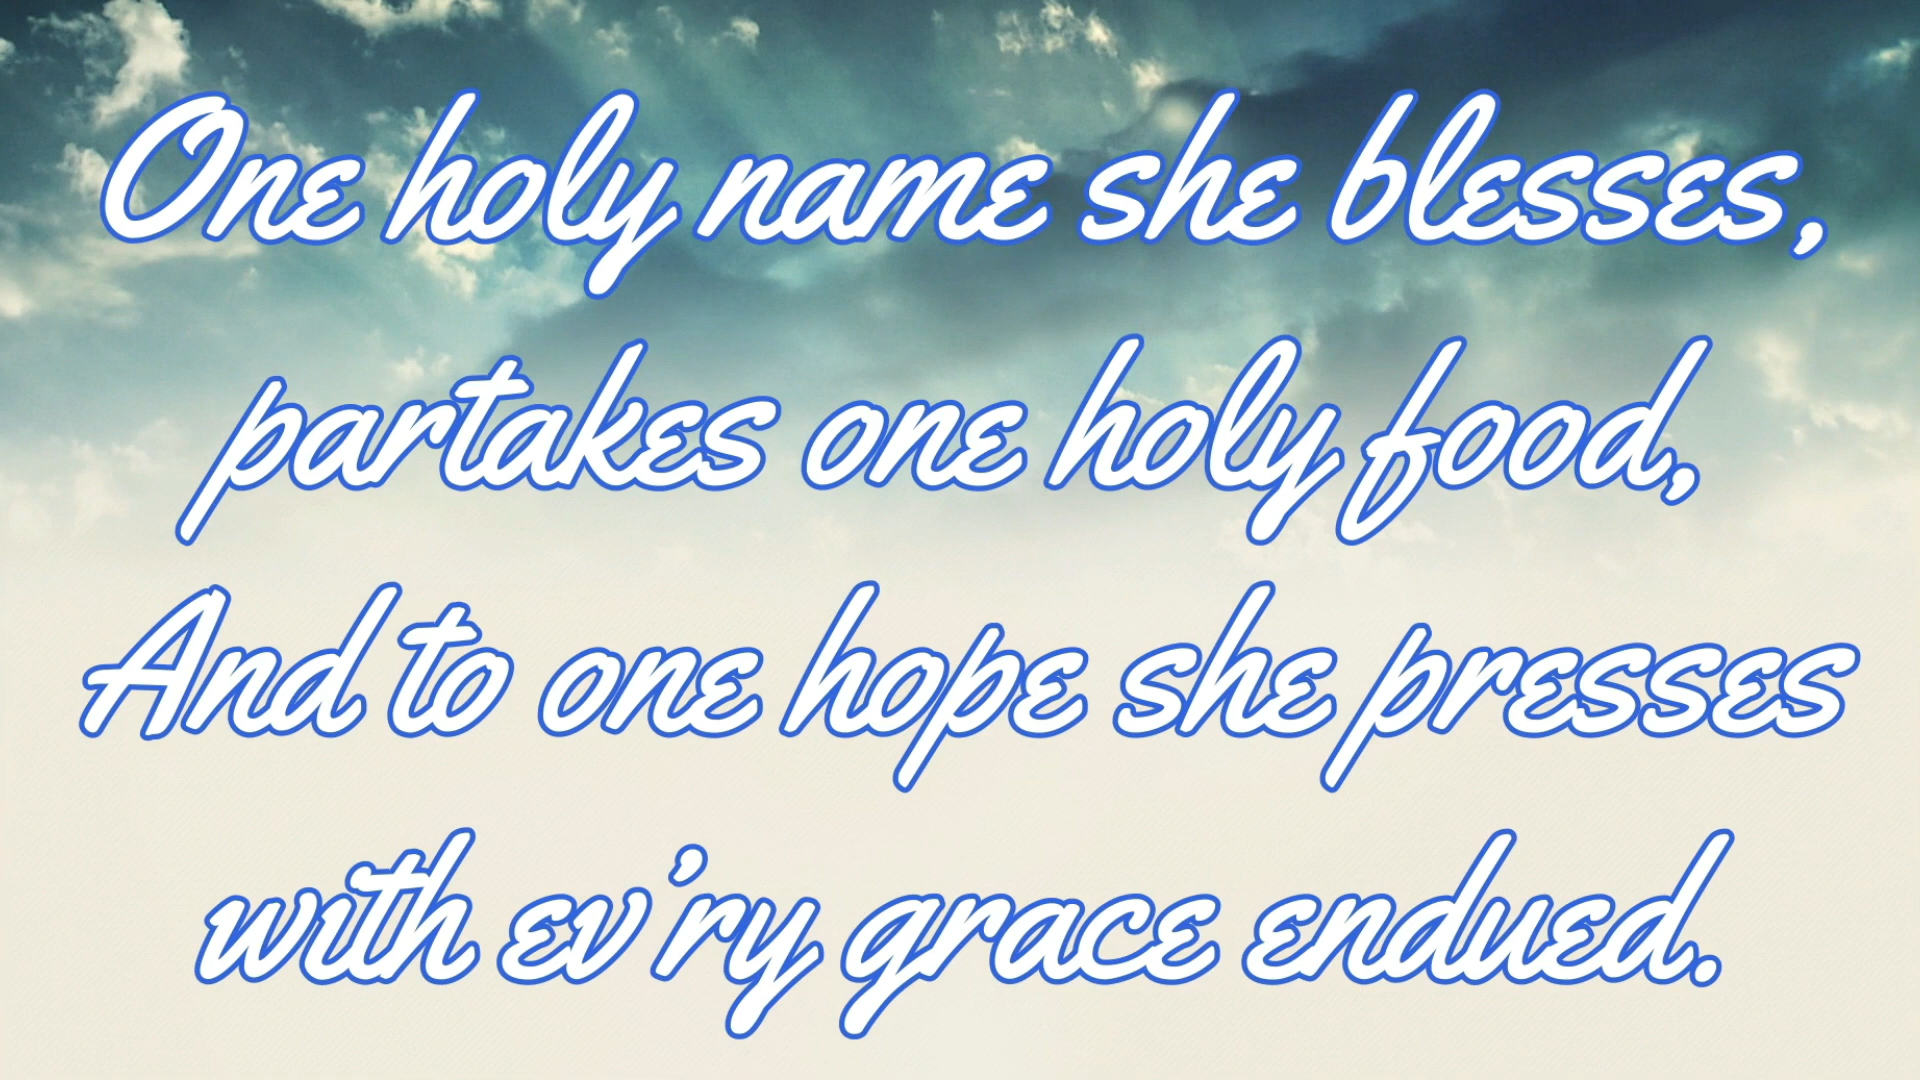 One holy name she blesses,
partakes one holy food,
And to one hope she presses
with ev'ry grace endued.